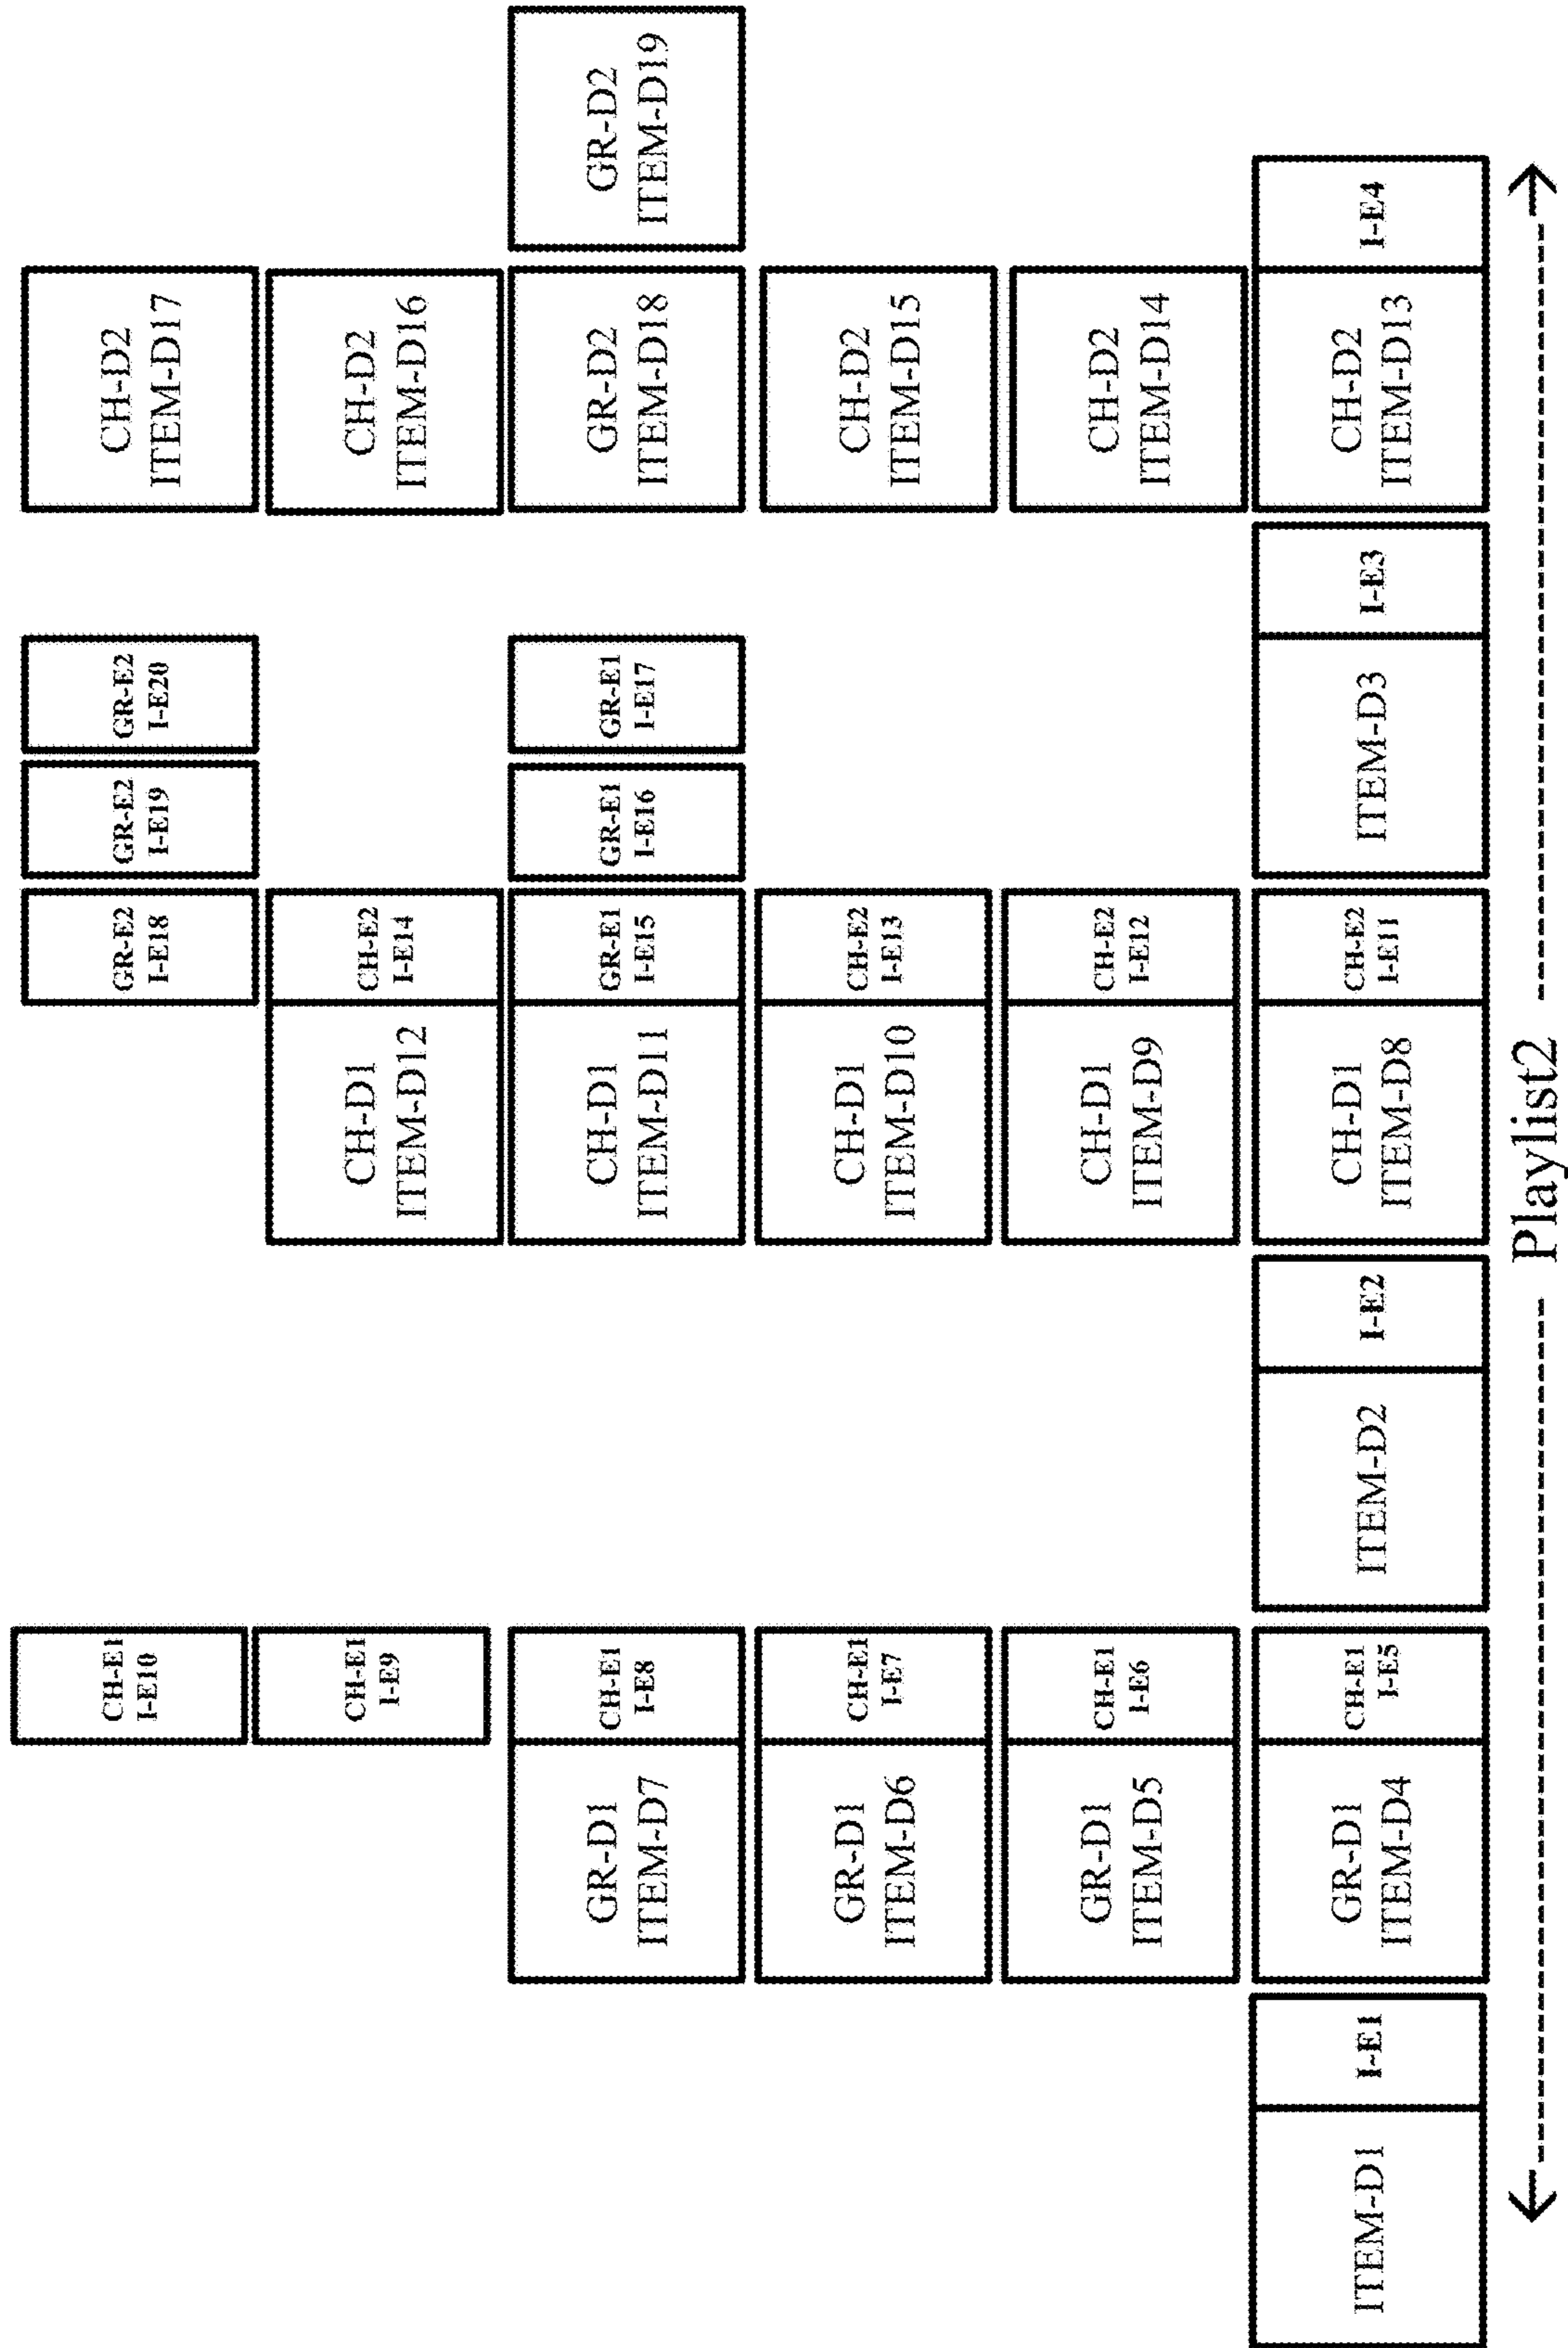 CH-E1
I-E10
GR-E2
I-E18
GR-E2
I-E19
GR-E2
I-E20
CH-D2
ITEM-D17
CH-E1
I-E9
CH-D1
ITEM-D12
CH-E2
I-E14
CH-D2
ITEM-D16
GR-D1
ITEM-D7
CH-E1
I-E8
CH-D1
ITEM-D11
GR-E1
I-E15
GR-E1
I-E16
GR-E1
I-E17
GR-D2
ITEM-D18
GR-D2
ITEM-D19
GR-D1
ITEM-D6
CH-E1
I-E7
CH-D1
ITEM-D10
CH-E2
I-E13
CH-D2
ITEM-D15
GR-D1
ITEM-D5
CH-E1
I-E6
CH-D1
ITEM-D9
CH-E2
I-E12
CH-D2
ITEM-D14
ITEM-D1
I-E1
GR-D1
ITEM-D4
CH-E1
I-E5
ITEM-D2
I-E2
CH-D1
ITEM-D8
CH-E2
I-E11
ITEM-D3
I-E3
CH-D2
ITEM-D13
I-E4
Playlist2